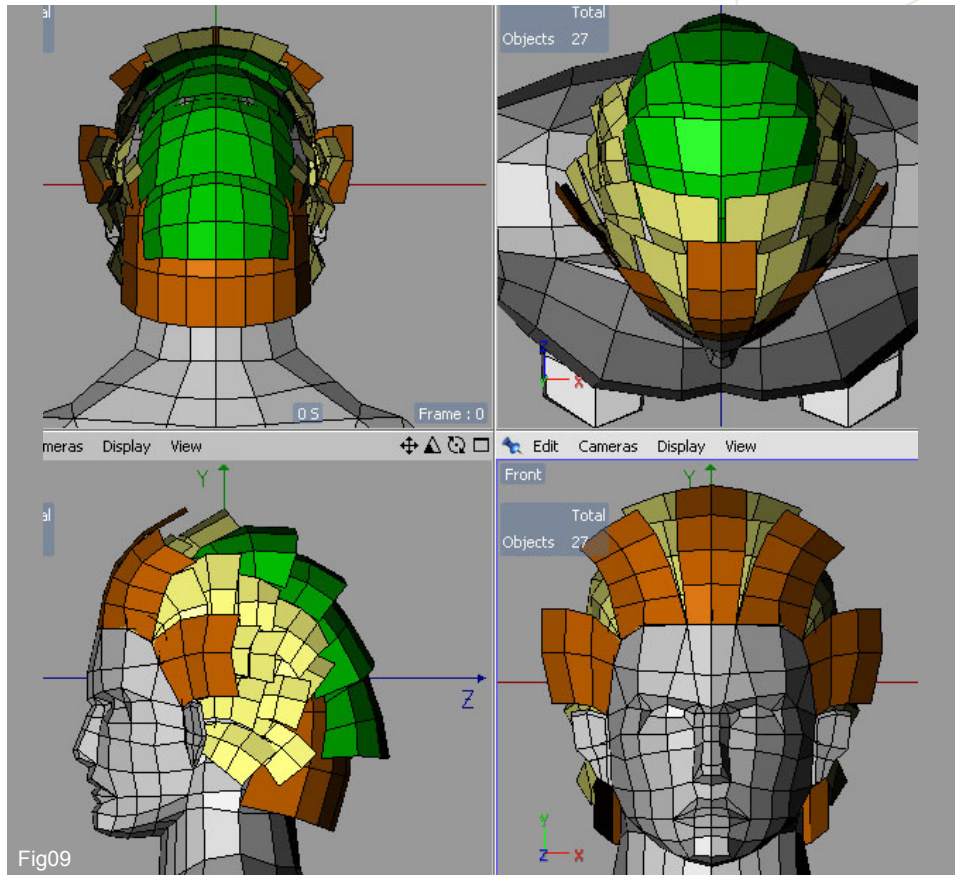 al
Total
Objects 27
0 S
Frame : 0
Z
X
Y
meras Display View
Edit Cameras Display View
al
Y
Z
Front
Total
Objects 27
Y
Y
Z X
Fig09